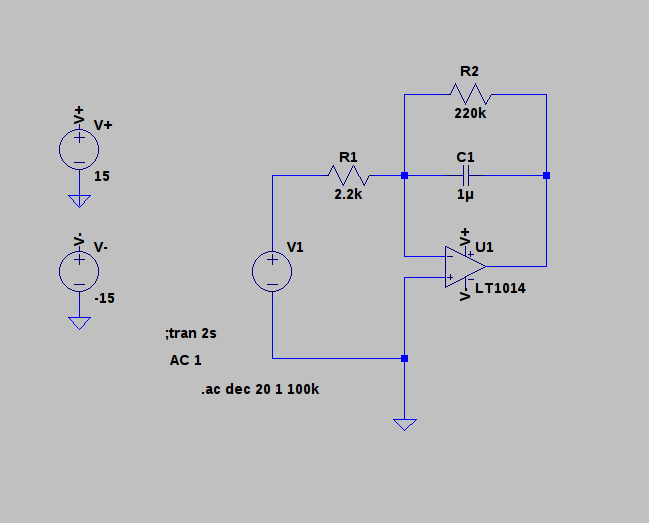 V+
V+
15
V-
V-
-15
R2
220k
R1
2.2k
C1
1µ
V1
V+
U1
LT1014
V-
;tran 2s
AC 1
.ac dec 20 1 100k